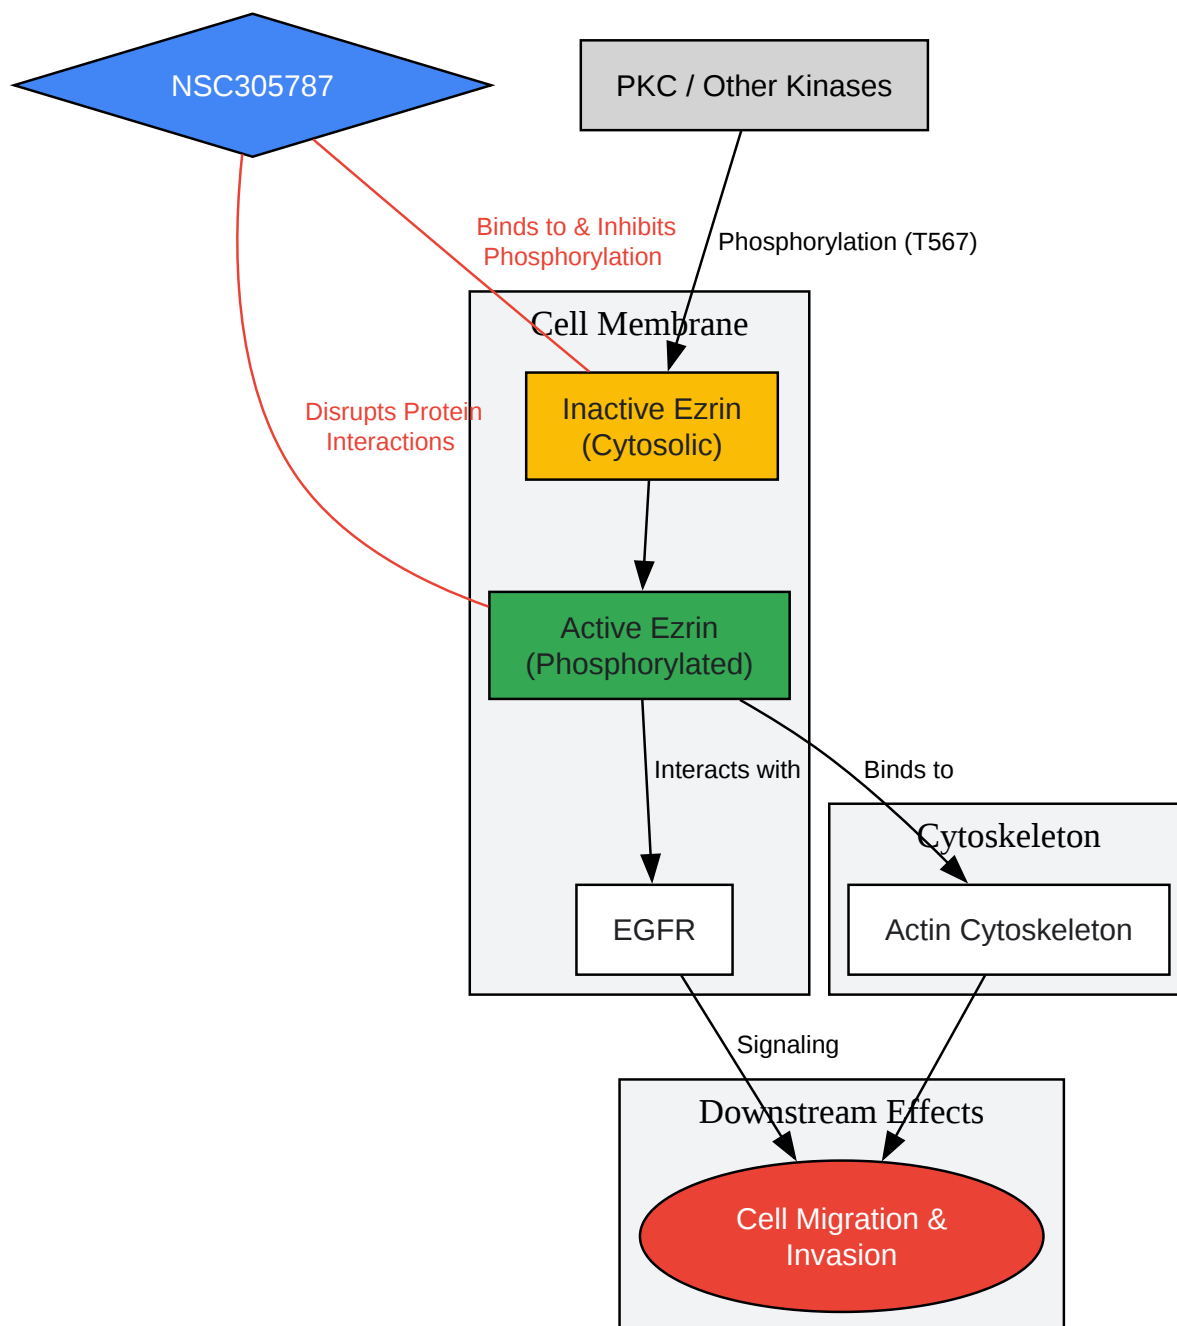 NSC305787
PKC / Other Kinases
Binds to & Inhibits
Phosphorylation
Phosphorylation (T567)
Cell Membrane
Inactive Ezrin
(Cytosolic)
Disrupts Protein
Interactions
Active Ezrin
(Phosphorylated)
Interacts with
Binds to
Cytoskeleton
EGFR
Actin Cytoskeleton
Signaling
Downstream Effects
Cell Migration &
Invasion